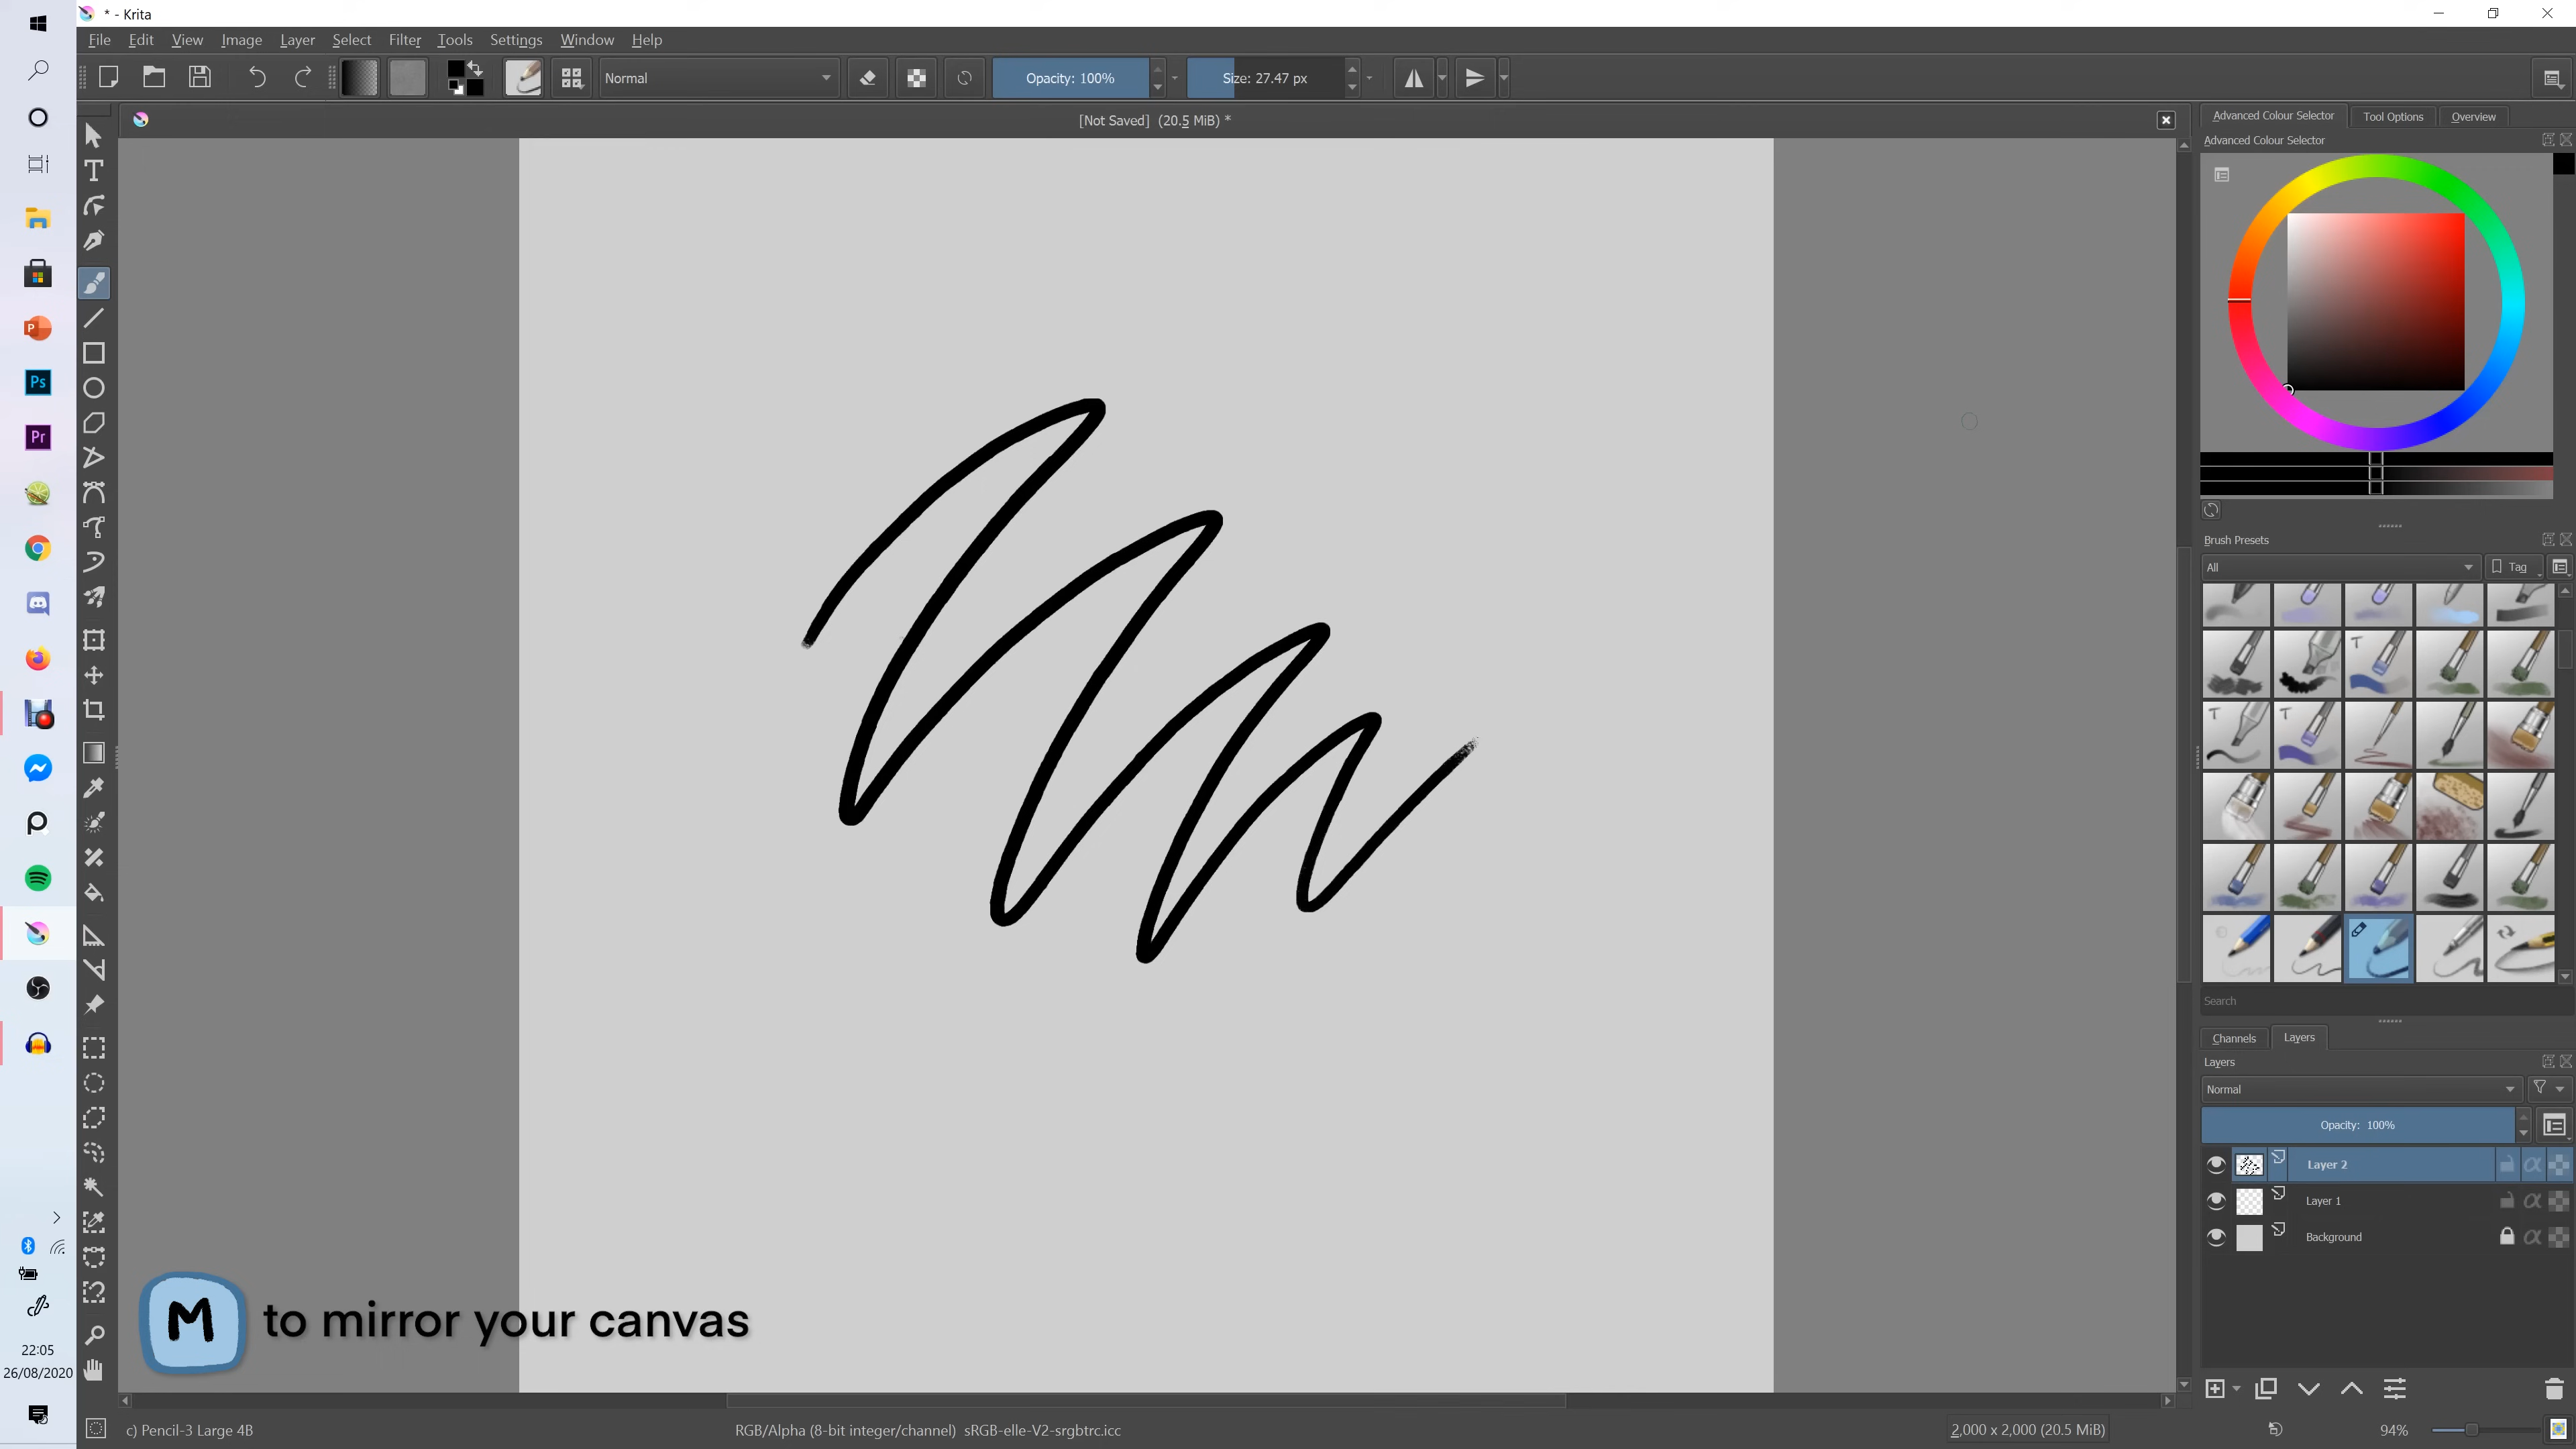 * - Krita
File Edit View Image Layer Select Filter Tools Settings Window Help
Normal Opacity: 100% Size: 27.47 px
[Not Saved] (20.5 MiB) *
Advanced Colour Selector Tool Options Overview
Advanced Colour Selector
Brush Presets
All Tag
T
T T
Search
Channels Layers
Layers
Normal
Opacity: 100%
Layer 2
Layer 1
Background
P
Ps
Pr
M to mirror your canvas
22:05
26/08/2020
c) Pencil-3 Large 4B RGB/Alpha (8-bit integer/channel) sRGB-elle-V2-srgbtrc.icc 2,000 x 2,000 (20.5 MiB) 94%